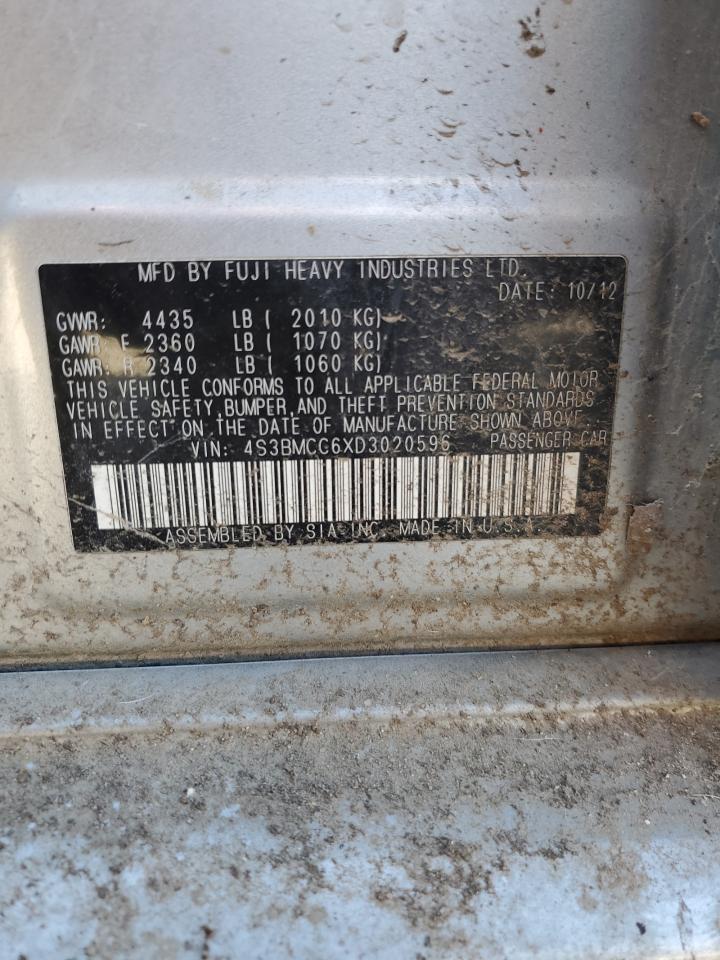 MFD BY FUJI HEAVY INDUSTRIES LTD.
DATE: 10/12
GVWR: 4435 LB ( 2010 KG)
GAWR: F 2360 LB ( 1070 KG)
GAWR: R 2340 LB ( 1060 KG)
THIS VEHICLE CONFORMS TO ALL APPLICABLE FEDERAL MOTOR
VEHICLE SAFETY, BUMPER, AND THEFT PREVENTION STANDARDS
IN EFFECT ON THE DATE OF MANUFACTURE SHOWN ABOVE.
VIN: 4S3BMCC6XD3020596 PASSENGER CAR
ASSEMBLED BY SIA INC. MADE IN U.S.A.